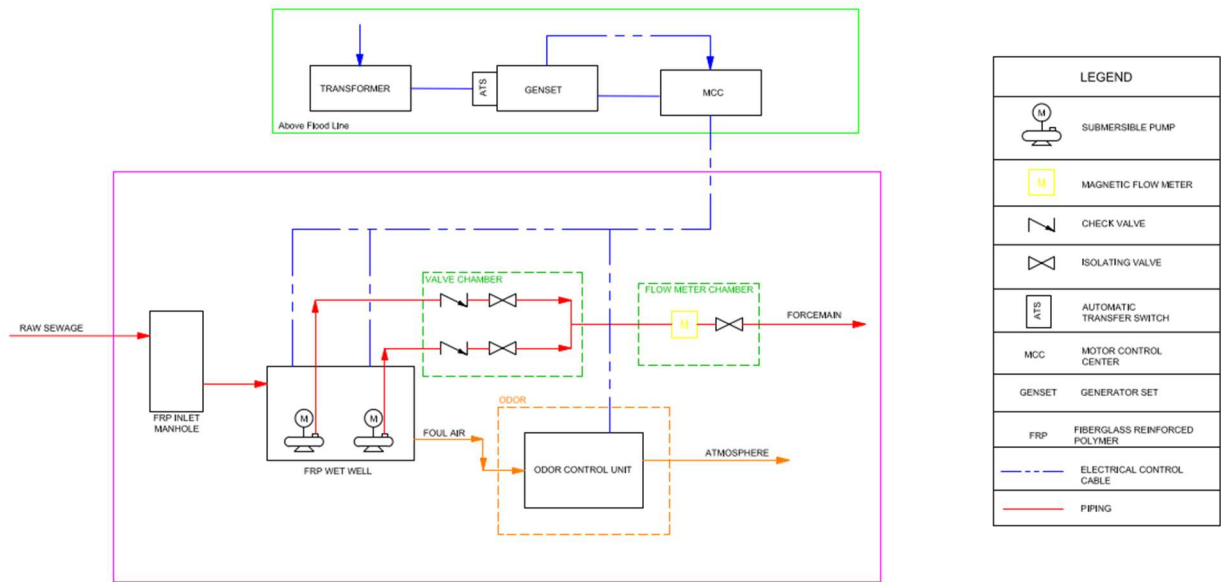 TRANSFORMER
ATS
GENSET
MCC
Above Flood Line
RAW SEWAGE
FRP INLET
MANHOLE
M
M
FRP WET WELL
VALVE CHAMBER
FLOW METER CHAMBER
M
FORCEMAIN
FOUL AIR
ODOR
ODOR CONTROL UNIT
ATMOSPHERE
LEGEND
M
SUBMERSIBLE PUMP
M
MAGNETIC FLOW METER
CHECK VALVE
ISOLATING VALVE
ATS
AUTOMATIC
TRANSFER SWITCH
MCC
MOTOR CONTROL
CENTER
GENSET
GENERATOR SET
FRP
FIBERGLASS REINFORCED
POLYMER
ELECTRICAL CONTROL
CABLE
PIPING